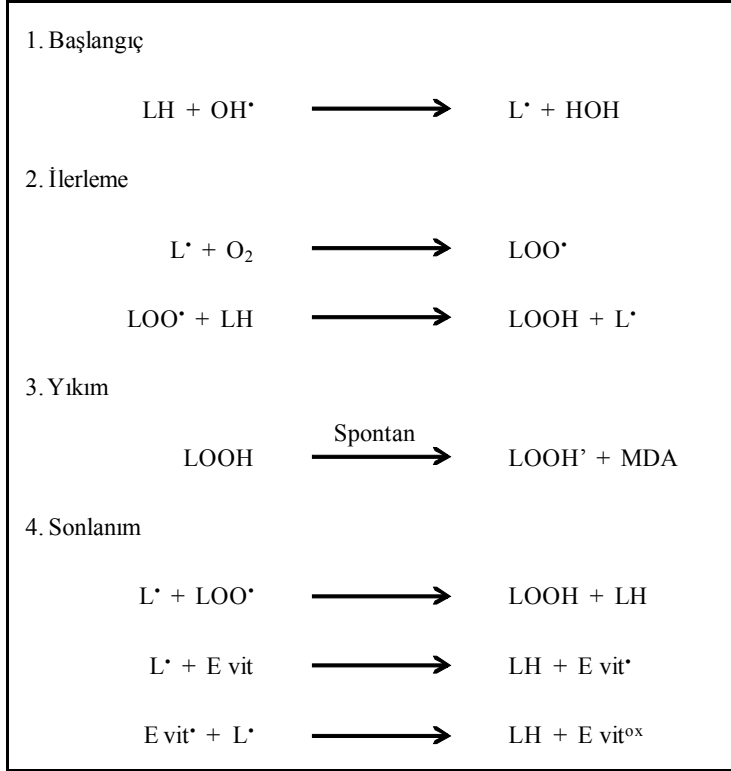 1. Başlangıç
LH + OH• ⟶ L• + HOH
2. İlerleme
L• + O₂ ⟶ LOO•
LOO• + LH ⟶ LOOH + L•
3. Yıkım
Spontan
LOOH ⟶ LOOH’ + MDA
4. Sonlanım
L• + LOO• ⟶ LOOH + LH
L• + E vit ⟶ LH + E vit•
E vit• + L• ⟶ LH + E vitᵒˣ